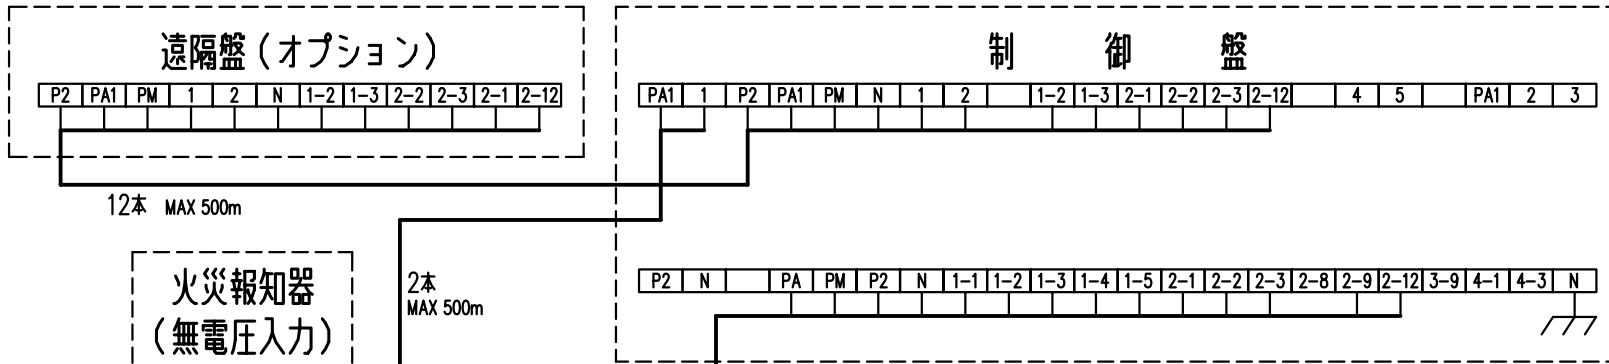 遠隔盤(オプション)
P2 PA1 PM 1 2 N 1-2 1-3 2-2 2-3 2-1 2-12
制 御 盤
PA1 1 P2 PA1 PM N 1 2 1-2 1-3 2-1 2-2 2-3 2-12 4 5 PA1 2 3
12本 MAX 500m
火災報知器
(無電圧入力)
2本
MAX 500m
P2 N PA PM P2 N 1-1 1-2 1-3 1-4 1-5 2-1 2-2 2-3 2-8 2-9 2-12 3-9 4-1 4-3 N